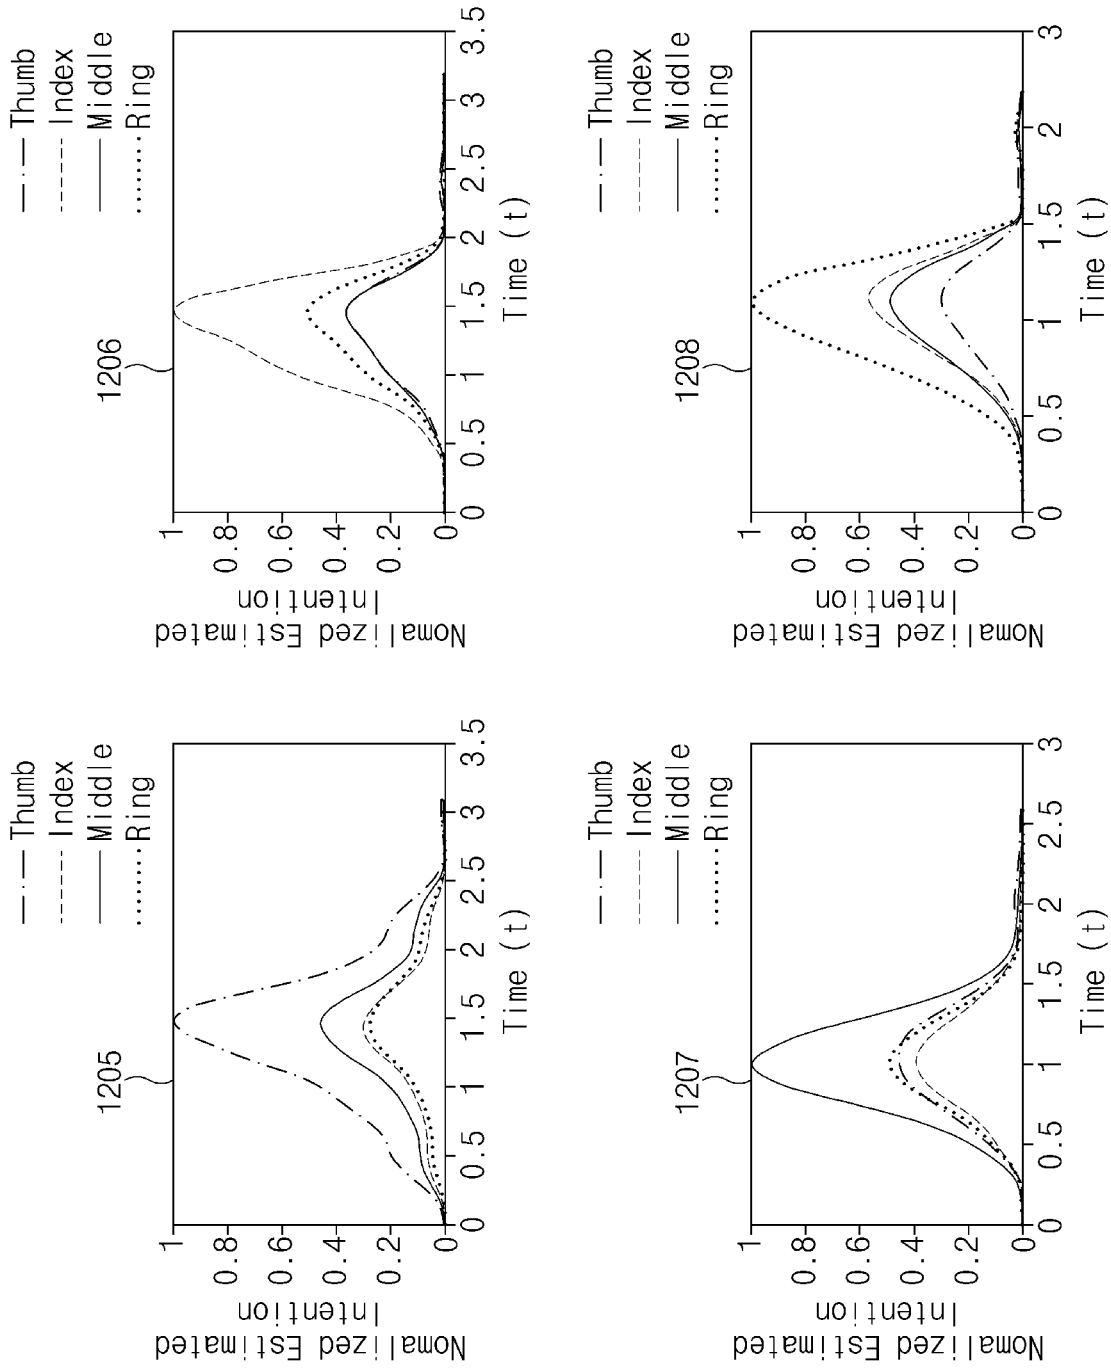 1205
— · — Thumb
----- Index
——— Middle
········ Ring
Nomalized Estimated
Intention
1
0.8
0.6
0.4
0.2
0
0 0.5 1 1.5 2 2.5 3 3.5
Time (t)
1206
— · — Thumb
----- Index
——— Middle
········ Ring
Nomalized Estimated
Intention
1
0.8
0.6
0.4
0.2
0
0 0.5 1 1.5 2 2.5 3 3.5
Time (t)
1207
— · — Thumb
----- Index
——— Middle
········ Ring
Nomalized Estimated
Intention
1
0.8
0.6
0.4
0.2
0
0 0.5 1 1.5 2 2.5 3
Time (t)
1208
— · — Thumb
----- Index
——— Middle
········ Ring
Nomalized Estimated
Intention
1
0.8
0.6
0.4
0.2
0
0 0.5 1 1.5 2 3
Time (t)